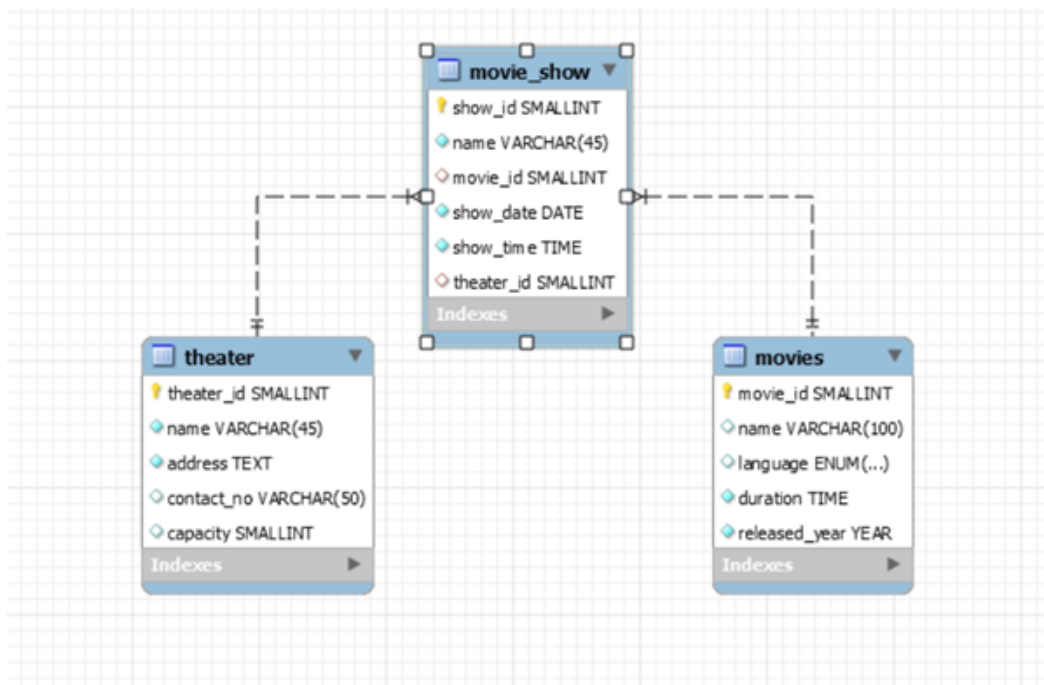 movie_show
show_id SMALLINT
name VARCHAR(45)
movie_id SMALLINT
show_date DATE
show_time TIME
theater_id SMALLINT
Indexes
theater
theater_id SMALLINT
name VARCHAR(45)
address TEXT
contact_no VARCHAR(50)
capacity SMALLINT
Indexes
movies
movie_id SMALLINT
name VARCHAR(100)
language ENUM(...)
duration TIME
released_year YEAR
Indexes